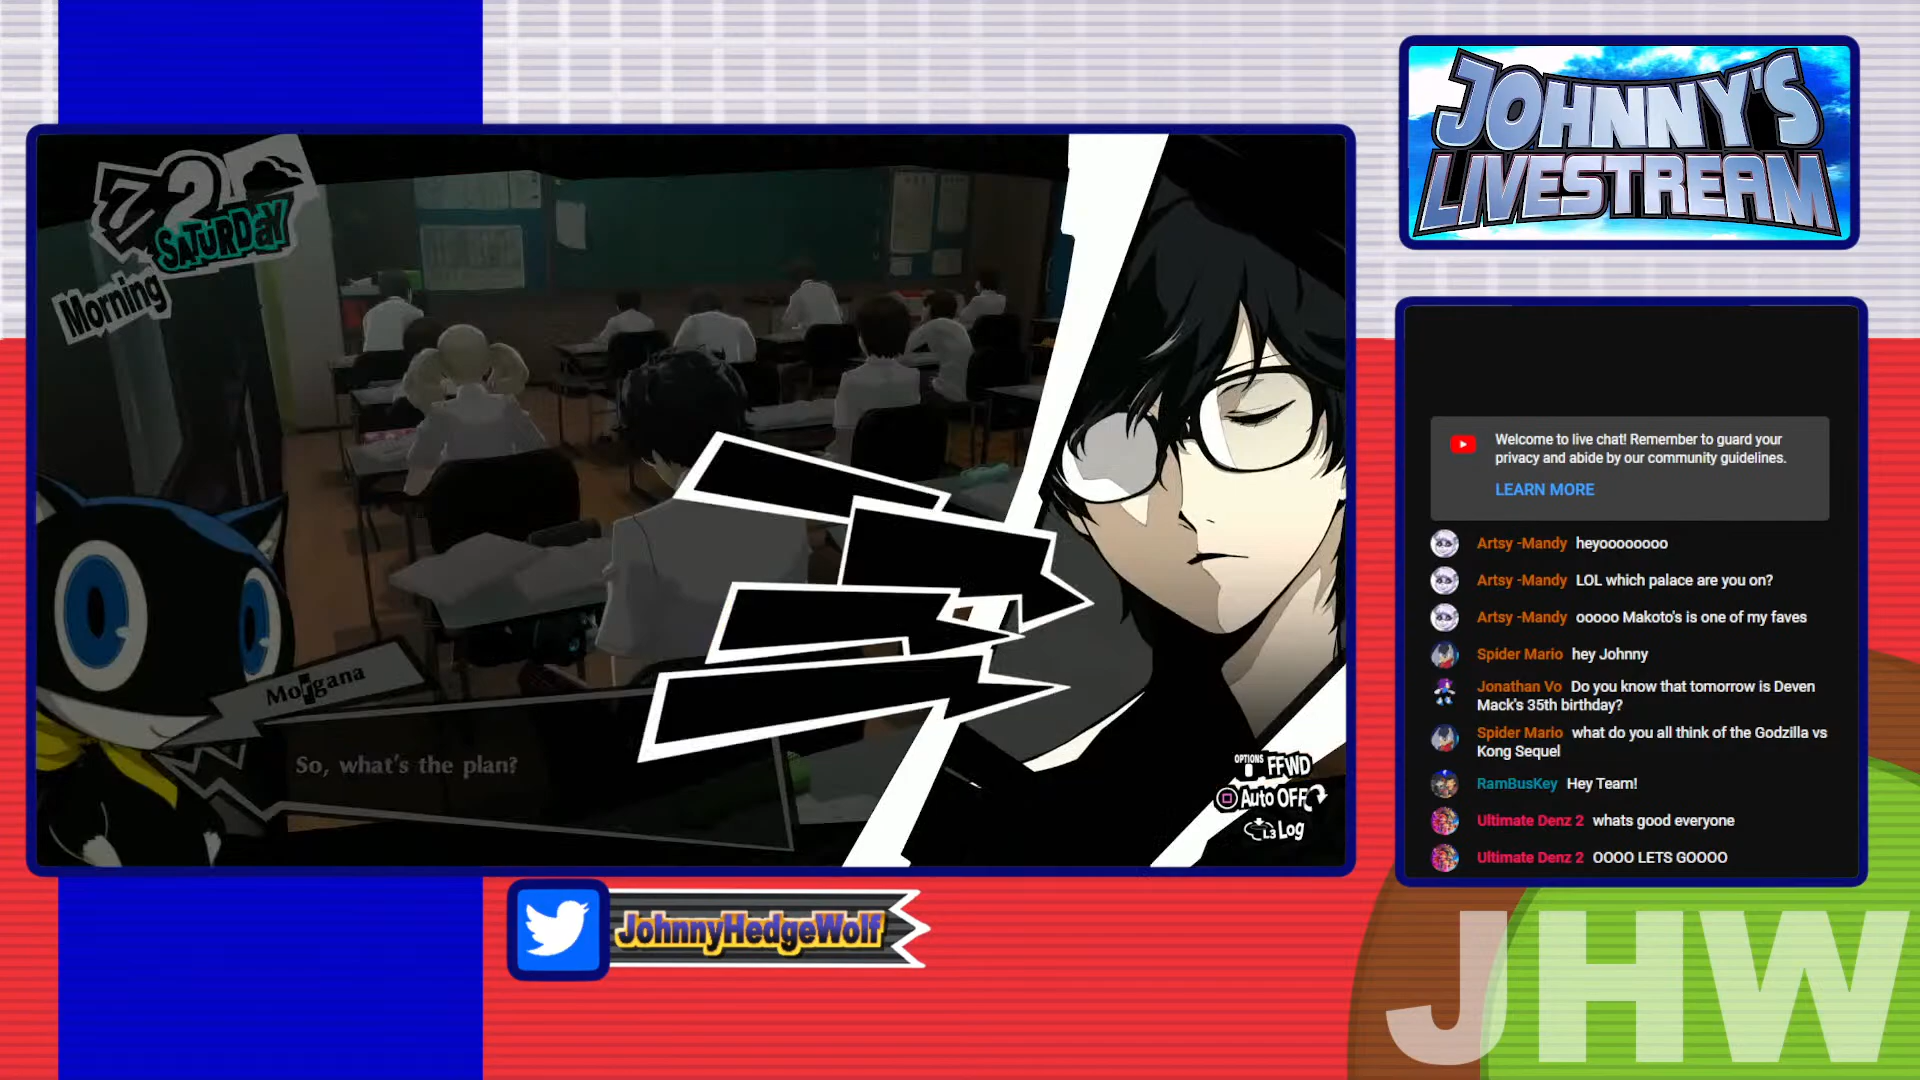 7/2
SATURDAY
Morning
Morgana
So, what's the plan?
OPTIONS FFWD
Auto OFF
L3 Log
JOHNNY'S
LIVESTREAM
Welcome to live chat! Remember to guard your
privacy and abide by our community guidelines.
LEARN MORE
Artsy -Mandy heyoooooooo
Artsy -Mandy LOL which palace are you on?
Artsy -Mandy ooooo Makoto's is one of my faves
Spider Mario hey Johnny
Jonathan Vo Do you know that tomorrow is Deven
Mack's 35th birthday?
Spider Mario what do you all think of the Godzilla vs
Kong Sequel
RamBusKey Hey Team!
Ultimate Denz 2 whats good everyone
Ultimate Denz 2 OOOO LETS GOOOO
JohnnyHedgeWolf
JHW